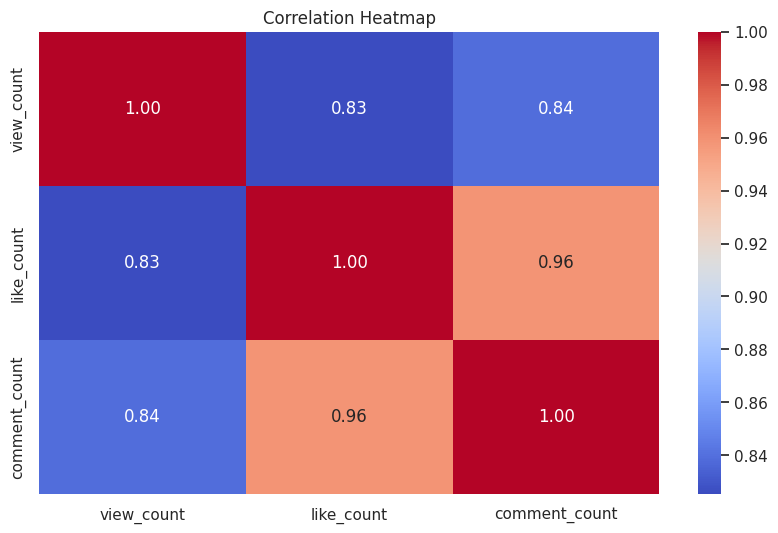 Correlation Heatmap
view_count
1.00
0.83
0.84
like_count
0.83
1.00
0.96
comment_count
0.84
0.96
1.00
view_count
like_count
comment_count
1.00
0.98
0.96
0.94
0.92
0.90
0.88
0.86
0.84